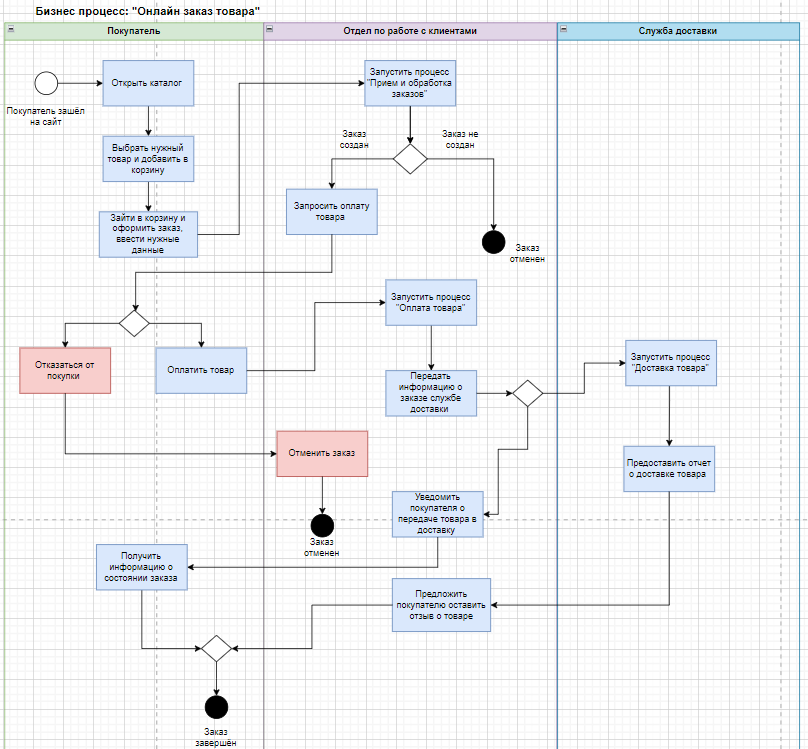 Бизнес процесс: "Онлайн заказ товара"
Покупатель
Отдел по работе с клиентами
Служба доставки
Покупатель зашёл
на сайт
Открыть каталог
Запустить процесс
"Прием и обработка
заказов"
Заказ
создан
Заказ не
создан
Выбрать нужный
товар и добавить в
корзину
Зайти в корзину и
оформить заказ,
ввести нужные
данные
Запросить оплату
товара
Заказ
отменен
Запустить процесс
"Оплата товара"
Отказаться от
покупки
Оплатить товар
Передать
информацию о
заказе службе
доставки
Запустить процесс
"Доставка товара"
Отменить заказ
Предоставить отчет
о доставке товара
Заказ
отменен
Уведомить
покупателя о
передаче товара в
доставку
Получить
информацию о
состоянии заказа
Предложить
покупателю оставить
отзыв о товаре
Заказ
завершён